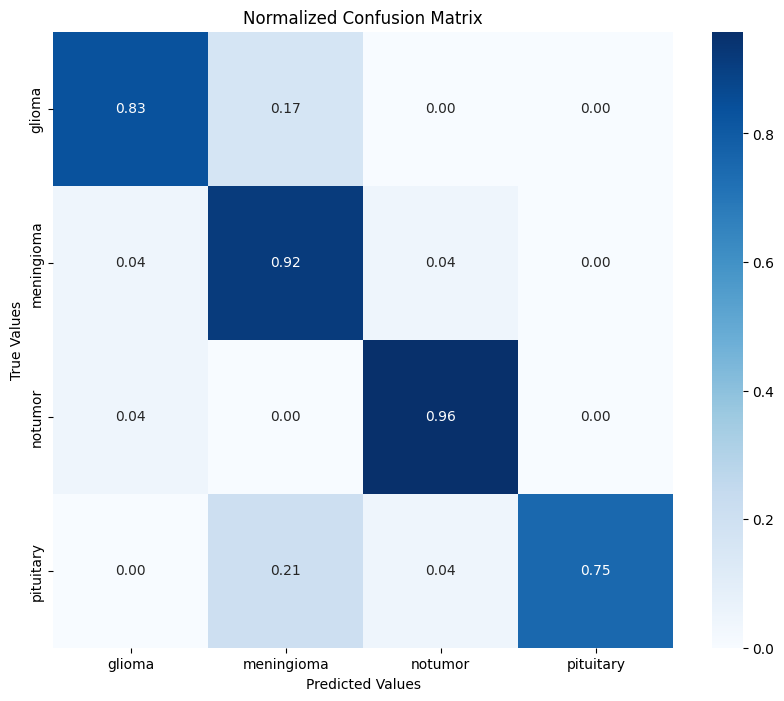 Normalized Confusion Matrix
True Values
glioma
0.83 0.17 0.00 0.00
meningioma
0.04 0.92 0.04 0.00
notumor
0.04 0.00 0.96 0.00
pituitary
0.00 0.21 0.04 0.75
glioma meningioma notumor pituitary
Predicted Values
0.8
0.6
0.4
0.2
0.0